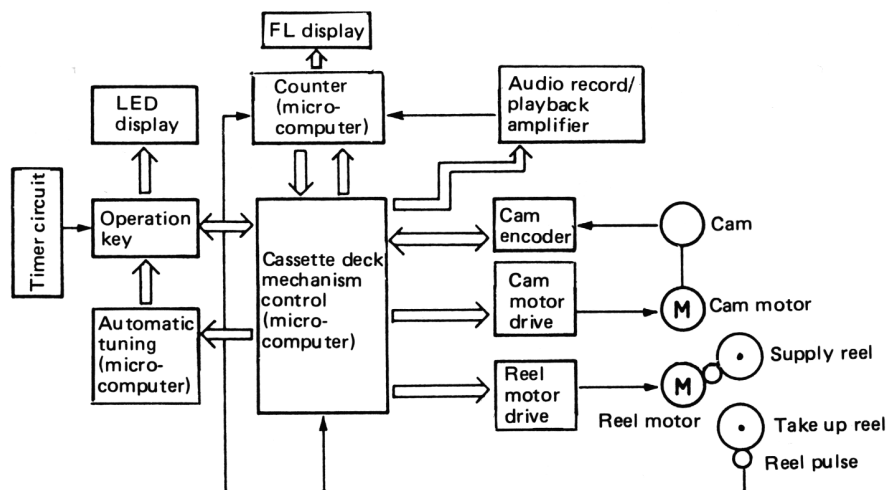 FL display
Counter
(micro-
computer)
Audio record/
playback
amplifier
LED
display
Timer circuit
Operation
key
Cassette deck
mechanism
control
(micro-
computer)
Cam
encoder
Cam
Cam
motor
drive
M
Cam motor
Automatic
tuning
(micro-
computer)
Reel
motor
drive
M
Reel motor
Supply reel
Take up reel
Reel pulse